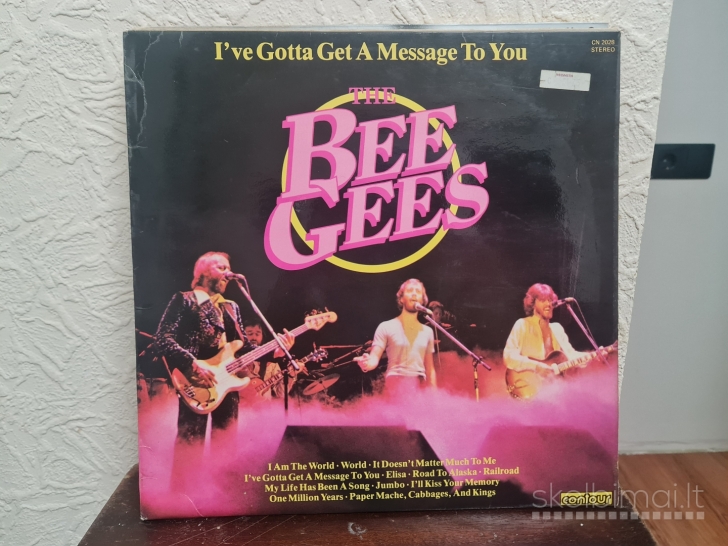 I've Gotta Get A Message To You
CN 2028
STEREO
THE
BEE
GEES
I Am The World · World · It Doesn't Matter Much To Me
I've Gotta Get A Message To You · Elisa · Road To Alaska · Railroad
My Life Has Been A Song · Jumbo · I'll Kiss Your Memory
One Million Years · Paper Mache, Cabbages, And Kings
contour
skelbimai.lt